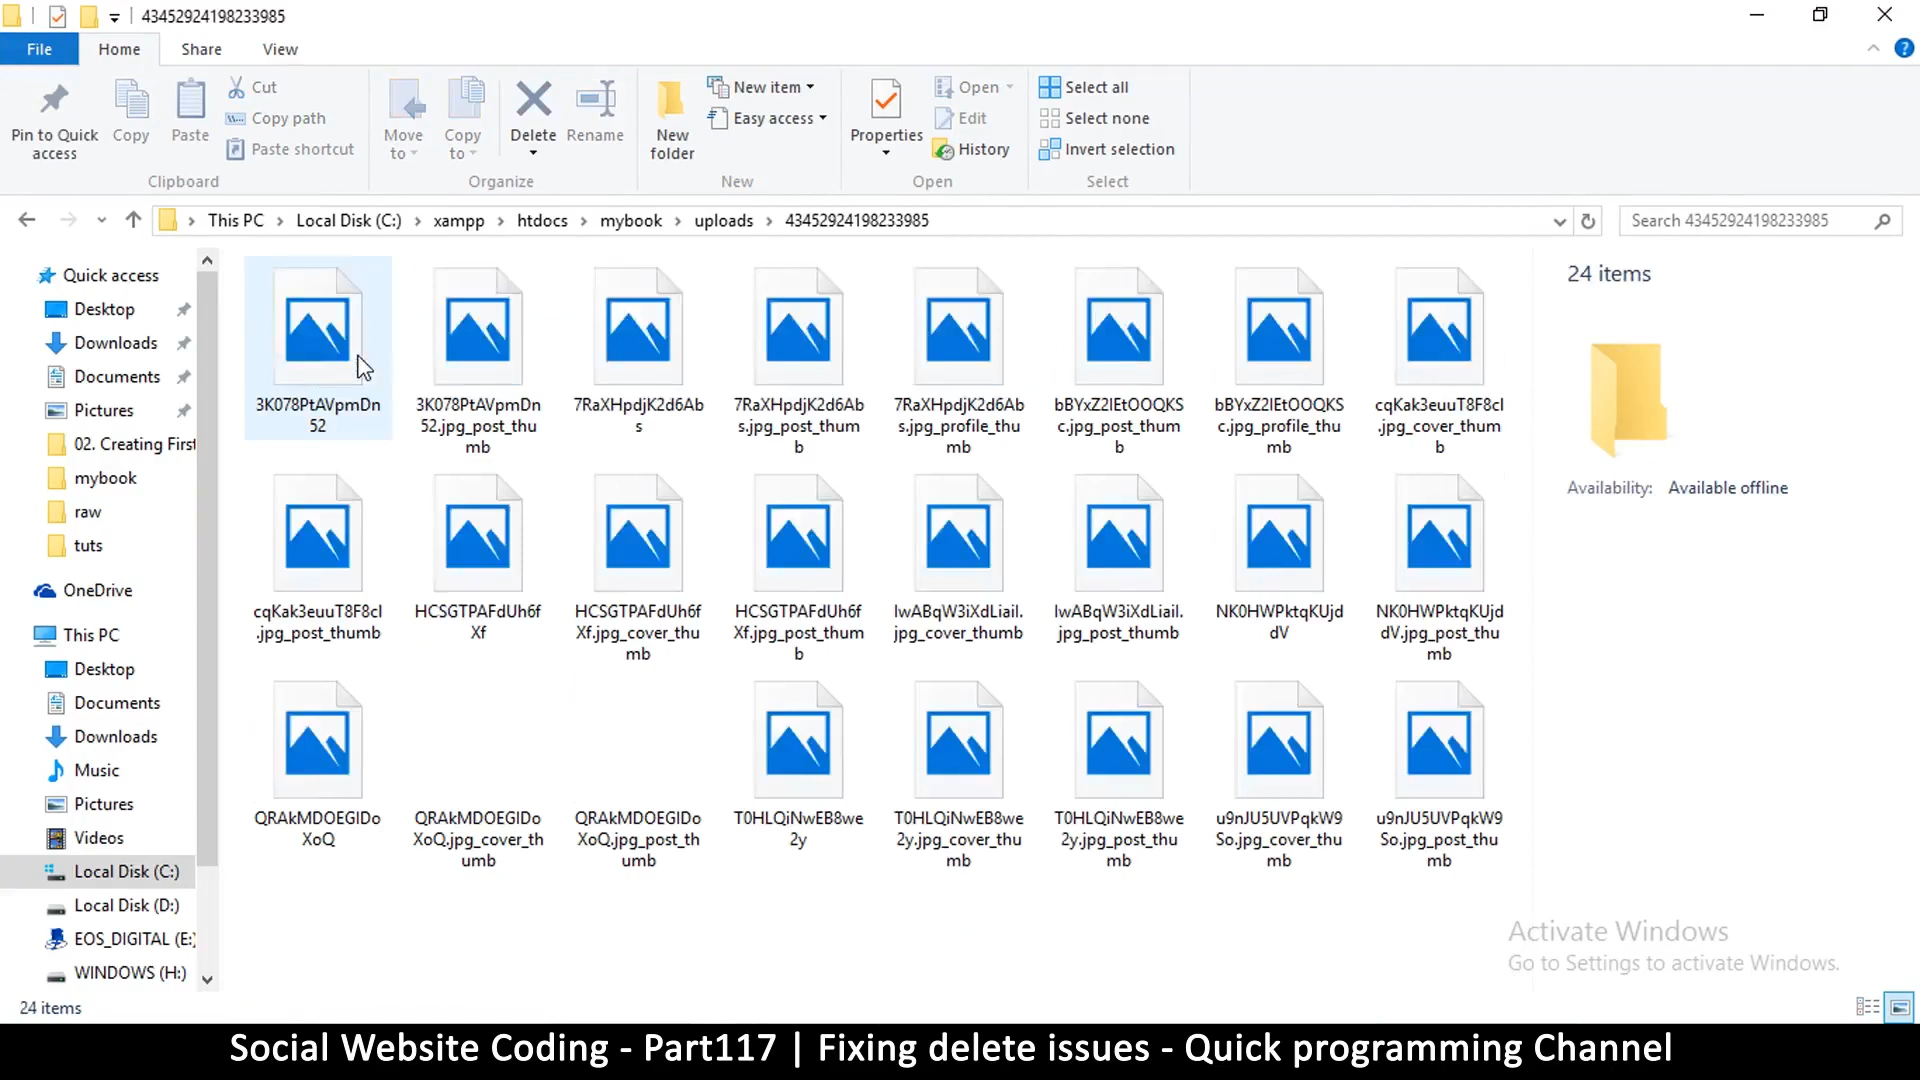 43452924198233985
File Home Share View
Pin to Quick access
Copy
Paste
Cut
Copy path
Paste shortcut
Clipboard
Move to
Copy to
Delete
Rename
Organize
New folder
New item
Easy access
New
Properties
Open
Edit
History
Open
Select all
Select none
Invert selection
Select
This PC > Local Disk (C:) > xampp > htdocs > mybook > uploads > 43452924198233985
Search 43452924198233985
Quick access
Desktop
Downloads
Documents
Pictures
02. Creating First
mybook
raw
tuts
OneDrive
This PC
Desktop
Documents
Downloads
Music
Pictures
Videos
Local Disk (C:)
Local Disk (D:)
EOS_DIGITAL (E:)
WINDOWS (H:)
3K078PtAVpmDn
52
3K078PtAVpmDn
52.jpg_post_thu
mb
7RaXHpdjK2d6Ab
s
7RaXHpdjK2d6Ab
s.jpg_post_thum
b
7RaXHpdjK2d6Ab
s.jpg_profile_thu
mb
bBYxZ2IEtOOQKS
c.jpg_post_thum
b
bBYxZ2IEtOOQKS
c.jpg_profile_thu
mb
cqKak3euuT8F8cI
.jpg_cover_thum
b
cqKak3euuT8F8cI
.jpg_post_thumb
HCSGTPAFdUh6f
Xf
HCSGTPAFdUh6f
Xf.jpg_cover_thu
mb
HCSGTPAFdUh6f
Xf.jpg_post_thum
b
IwABqW3iXdLiail.
jpg_cover_thumb
IwABqW3iXdLiail.
jpg_post_thumb
NK0HWPktqKUjd
dV
NK0HWPktqKUjd
dV.jpg_post_thu
mb
QRAkMDOEGIDo
XoQ
QRAkMDOEGIDo
XoQ.jpg_cover_th
umb
QRAkMDOEGIDo
XoQ.jpg_post_th
umb
T0HLQiNwEB8we
2y
T0HLQiNwEB8we
2y.jpg_cover_thu
mb
T0HLQiNwEB8we
2y.jpg_post_thu
mb
u9nJU5UVPqkW9
So.jpg_cover_thu
mb
u9nJU5UVPqkW9
So.jpg_post_thu
mb
24 items
Availability: Available offline
Activate Windows
Go to Settings to activate Windows.
24 items
Social Website Coding - Part117 | Fixing delete issues - Quick programming Channel